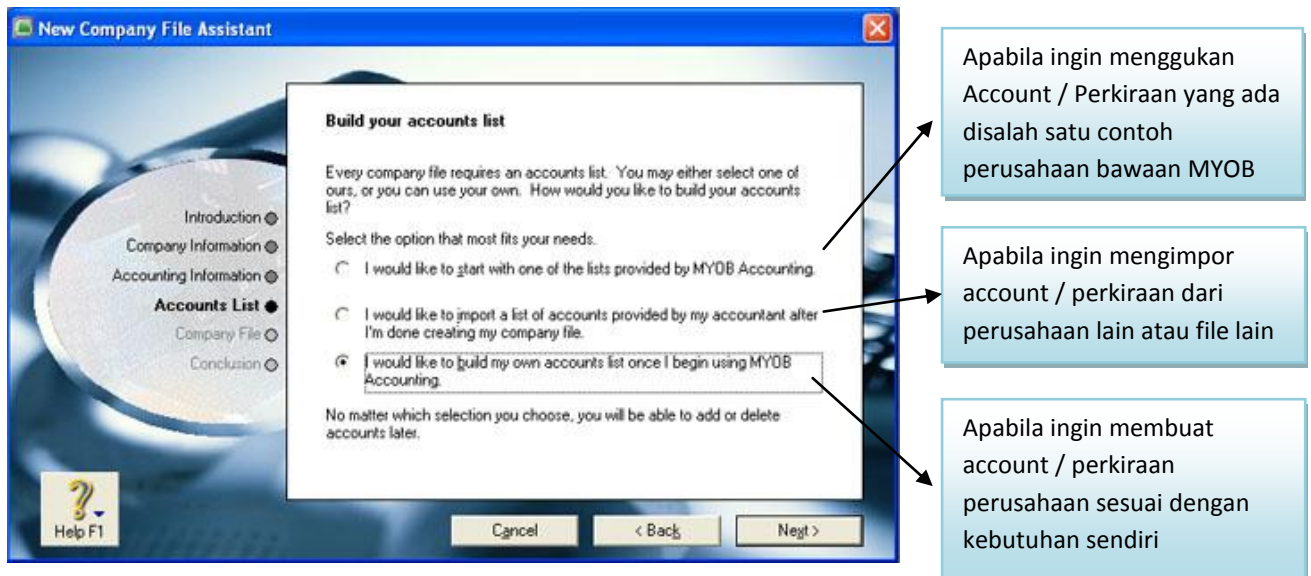 New Company File Assistant
Build your accounts list
Every company file requires an accounts list. You may either select one of
ours, or you can use your own. How would you like to build your accounts
list?
Select the option that most fits your needs.
I would like to start with one of the lists provided by MYOB Accounting.
I would like to import a list of accounts provided by my accountant after
I'm done creating my company file.
I would like to build my own accounts list once I begin using MYOB
Accounting.
No matter which selection you choose, you will be able to add or delete
accounts later.
Introduction
Company Information
Accounting Information
Accounts List
Company File
Conclusion
Help F1
Cancel
< Back
Next >
Apabila ingin menggukan
Account / Perkiraan yang ada
disalah satu contoh
perusahaan bawaan MYOB
Apabila ingin mengimpor
account / perkiraan dari
perusahaan lain atau file lain
Apabila ingin membuat
account / perkiraan
perusahaan sesuai dengan
kebutuhan sendiri